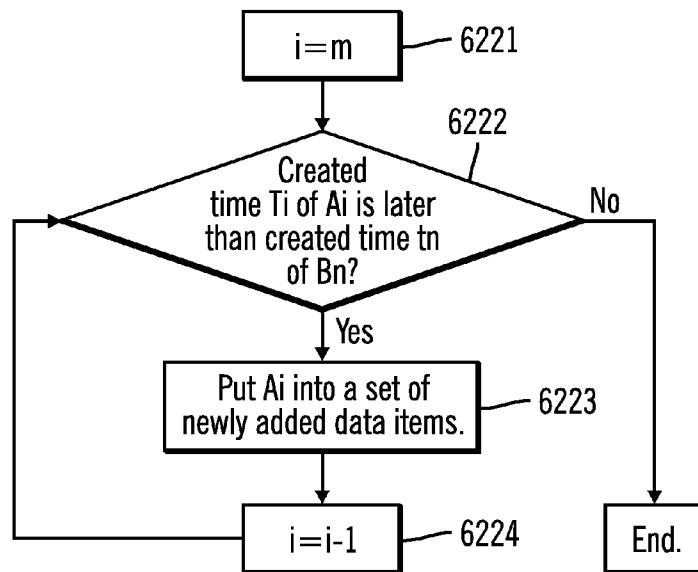 i=m
6221
6222
Created
time Ti of Ai is later
than created time tn
of Bn?
No
Yes
Put Ai into a set of
newly added data items.
6223
i=i-1
6224
End.